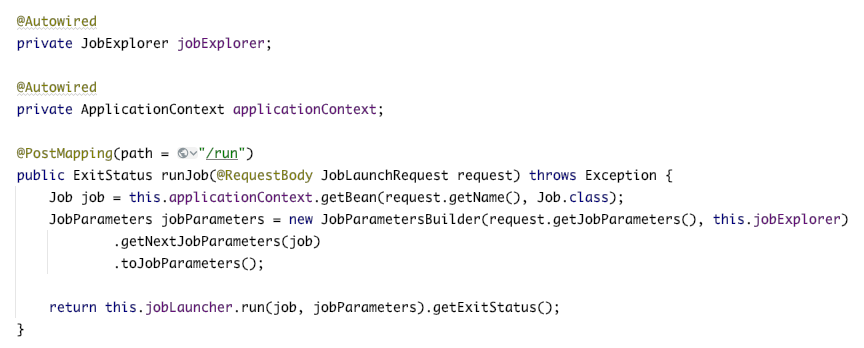 @Autowired
private JobExplorer jobExplorer;

@Autowired
private ApplicationContext applicationContext;

@PostMapping(path = "/run")
public ExitStatus runJob(@RequestBody JobLaunchRequest request) throws Exception {
    Job job = this.applicationContext.getBean(request.getName(), Job.class);
    JobParameters jobParameters = new JobParametersBuilder(request.getJobParameters(), this.jobExplorer)
            .getNextJobParameters(job)
            .toJobParameters();

    return this.jobLauncher.run(job, jobParameters).getExitStatus();
}